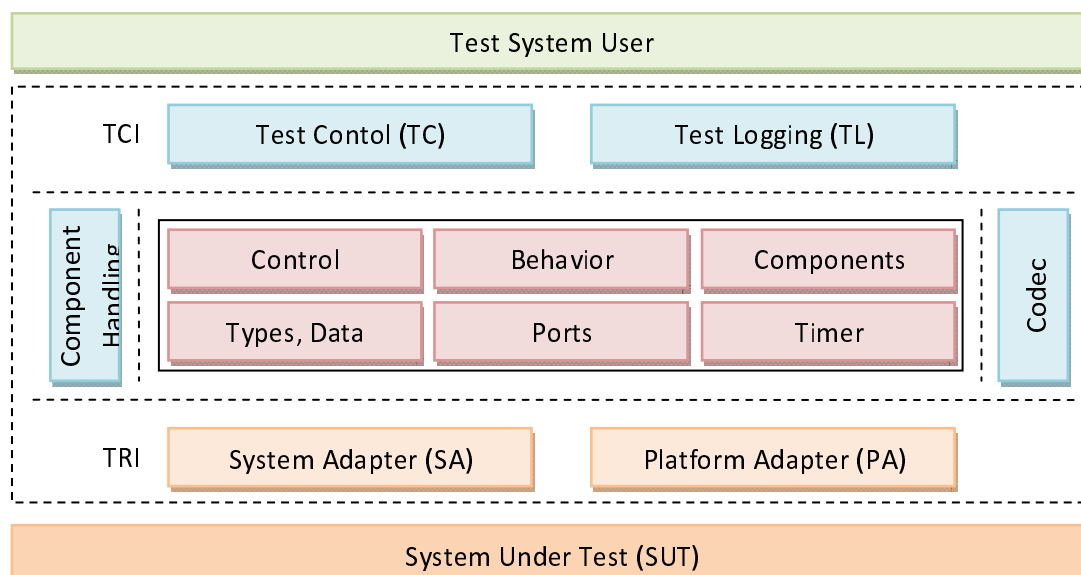 Test System User
TCI
Test Contol (TC)
Test Logging (TL)
Component
Handling
Control
Behavior
Components
Types, Data
Ports
Timer
Codec
TRI
System Adapter (SA)
Platform Adapter (PA)
System Under Test (SUT)